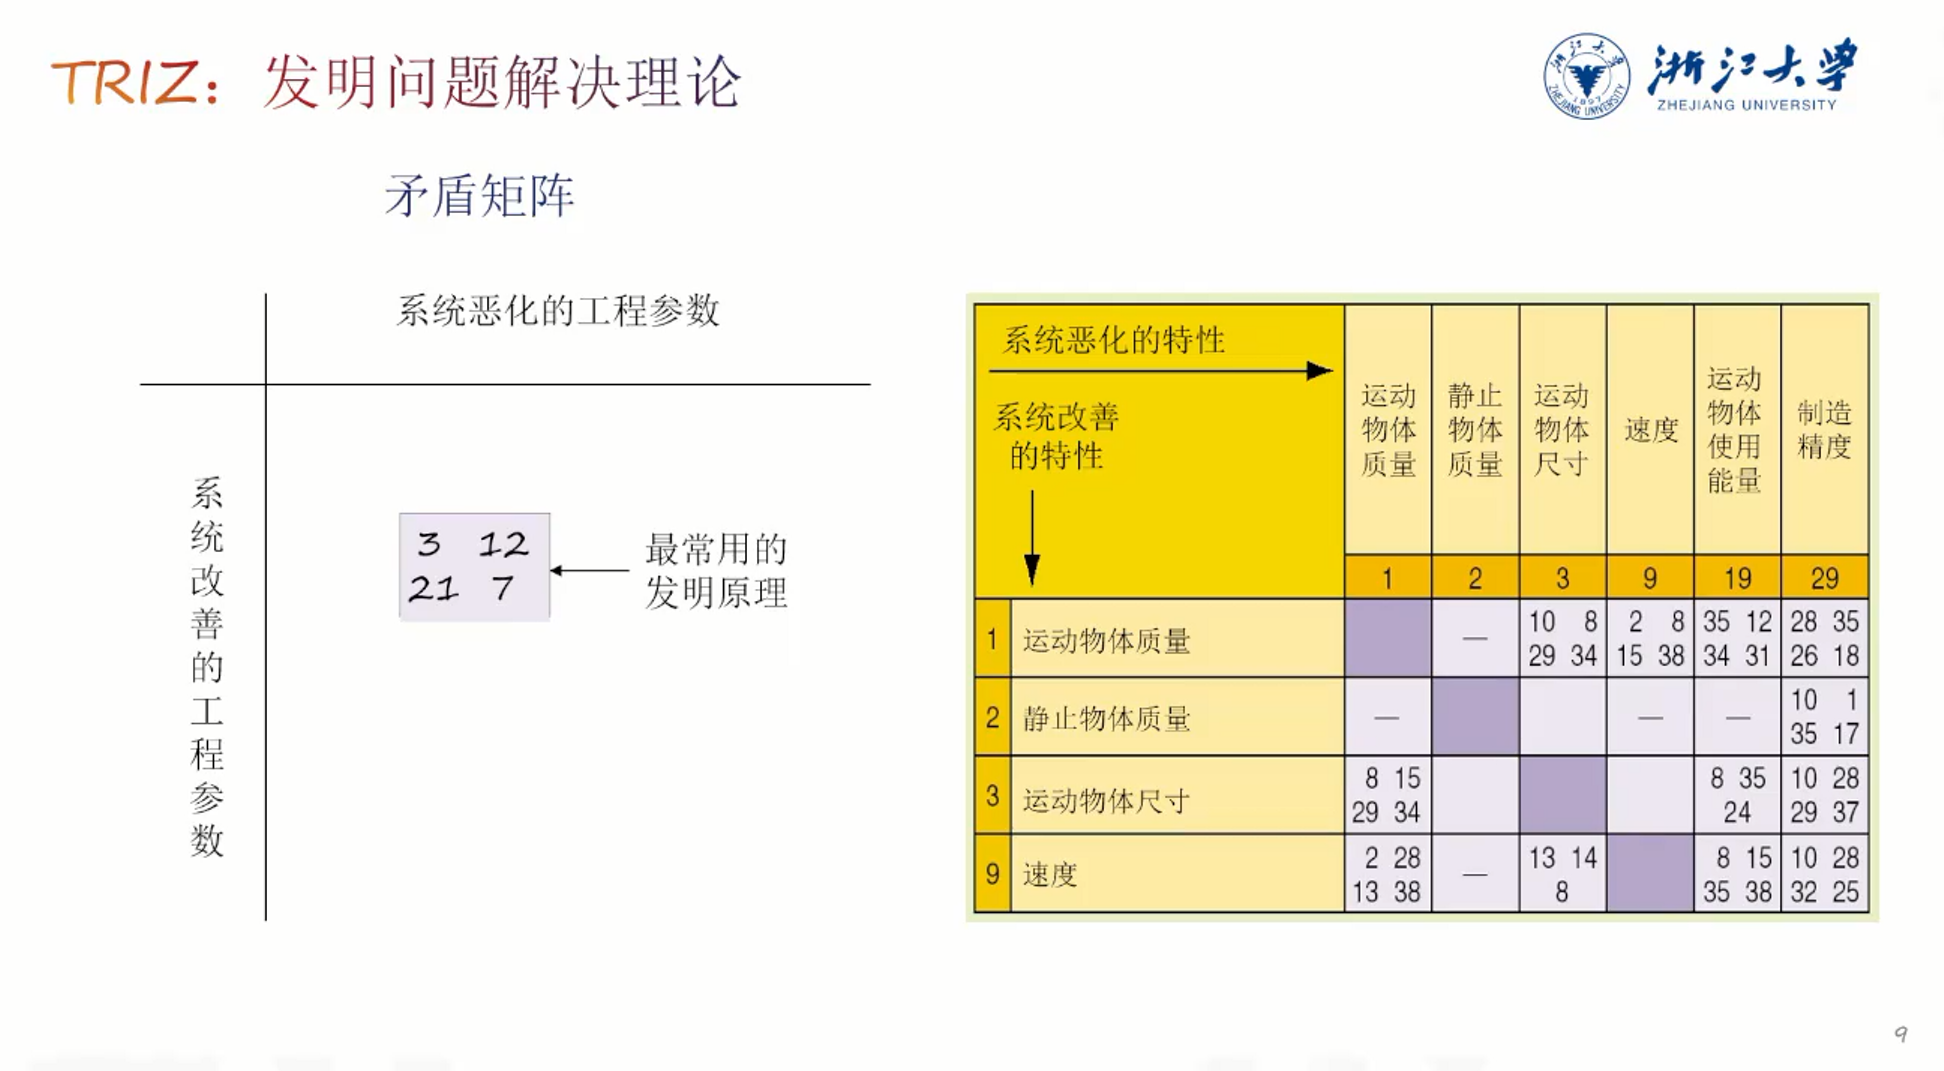 TRIZ：发明问题解决理论
浙江大学
ZHEJIANG UNIVERSITY
浙江大学
ZHEJIANG UNIVERSITY
1897
矛盾矩阵
系统恶化的工程参数
系统改善的工程参数
3 12
21 7
最常用的
发明原理
系统恶化的特性
系统改善
的特性
运动
物体
质量
静止
物体
质量
运动
物体
尺寸
速度
运动
物体
使用
能量
制造
精度
1 2 3 9 19 29
1 运动物体质量 — 10 8 2 8 35 12 28 35
29 34 15 38 34 31 26 18
2 静止物体质量 — — — 10 1
35 17
3 运动物体尺寸 8 15 8 35 10 28
29 34 24 29 37
9 速度 2 28 — 13 14 8 15 10 28
13 38 8 35 38 32 25
9